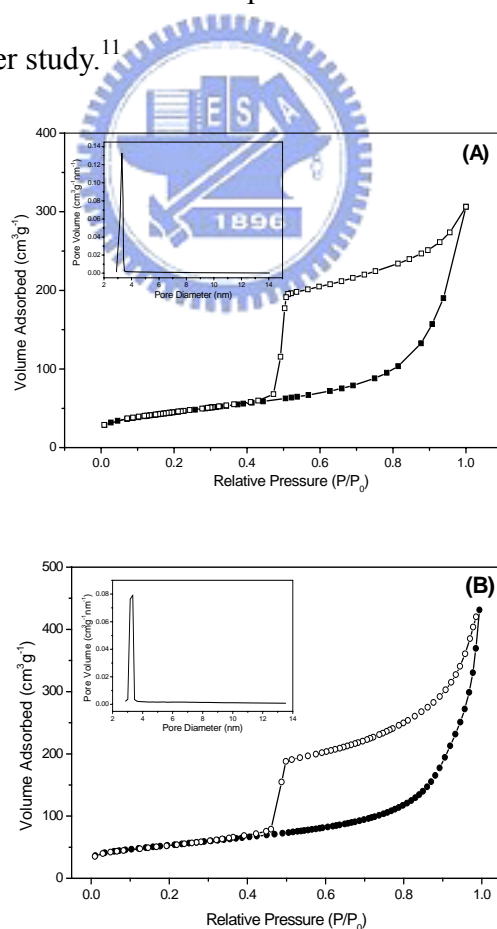 er study.¹¹
E S A
1896
(A)
Volume Adsorbed (cm³g⁻¹)
400
300
200
100
0
0.0 0.2 0.4 0.6 0.8 1.0
Relative Pressure (P/P₀)
Pore Volume (cm³g⁻¹nm⁻¹)
0.14
0.12
0.10
0.08
0.06
0.04
0.02
0.00
2 4 6 8 10 12 14
Pore Diameter (nm)
(B)
Volume Adsorbed (cm³g⁻¹)
500
400
300
200
100
0
0.0 0.2 0.4 0.6 0.8 1.0
Relative Pressure (P/P₀)
Pore Volume (cm³g⁻¹nm⁻¹)
0.08
0.06
0.04
0.02
0.00
2 4 6 8 10 12 14
Pore Diameter (nm)